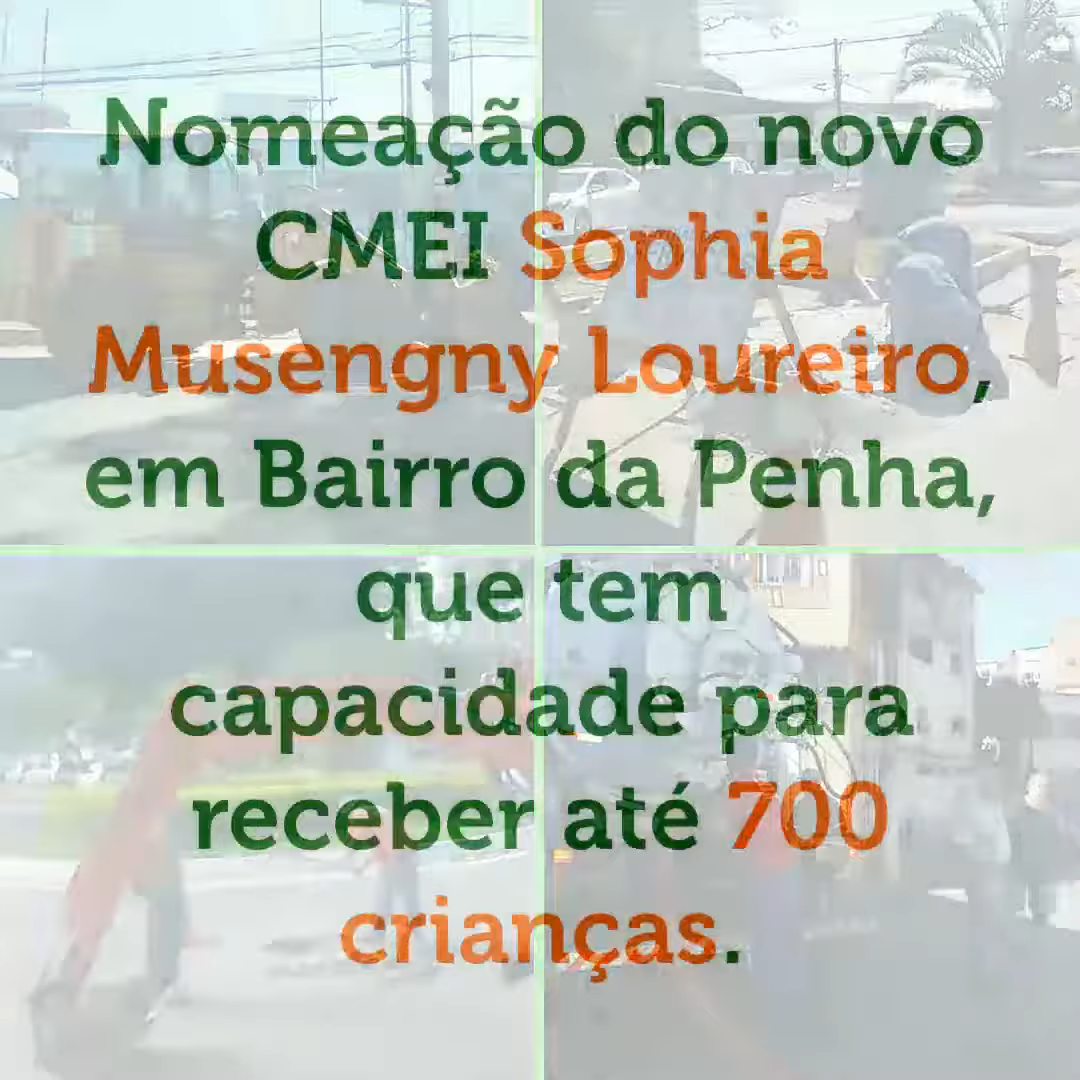 Nomeação do novo
CMEI Sophia
Musengny Loureiro,
em Bairro da Penha,
que tem
capacidade para
receber até 700
crianças.